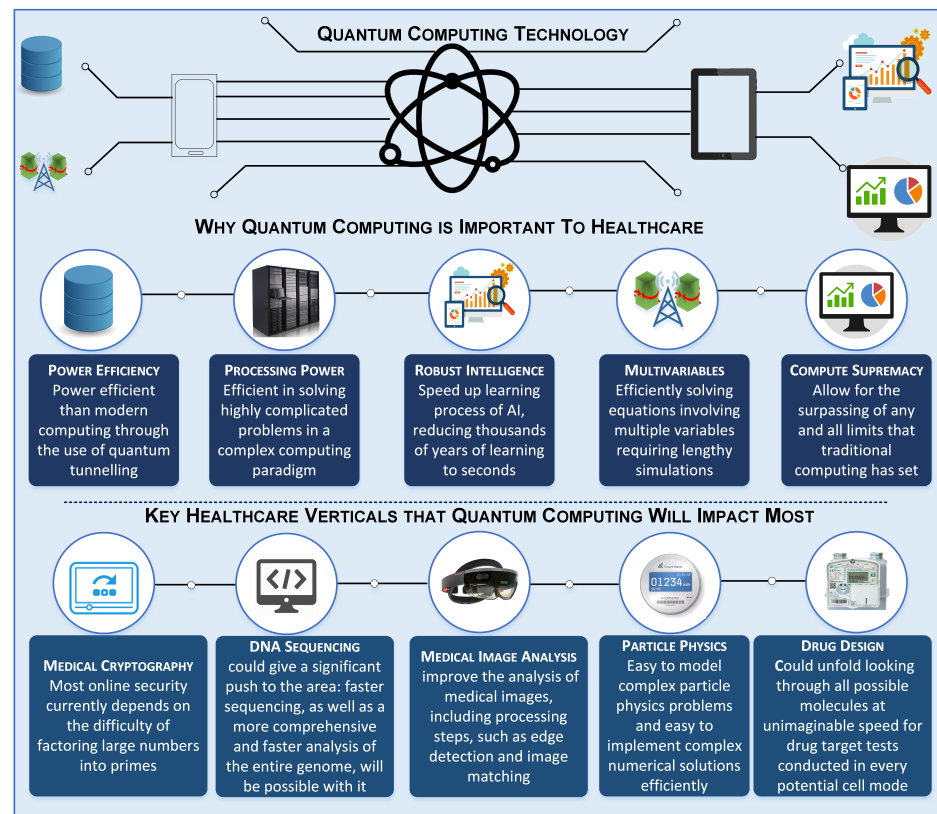 QUANTUM COMPUTING TECHNOLOGY
WHY QUANTUM COMPUTING IS IMPORTANT TO HEALTHCARE
POWER EFFICIENCY
Power efficient
than modern
computing through
the use of quantum
tunnelling
PROCESSING POWER
Efficient in solving
highly complicated
problems in a
complex computing
paradigm
ROBUST INTELLIGENCE
Speed up learning
process of AI,
reducing thousands
of years of learning
to seconds
MULTIVARIABLES
Efficiently solving
equations involving
multiple variables
requiring lengthy
simulations
COMPUTE SUPREMACY
Allow for the
surpassing of any
and all limits that
traditional
computing has set
KEY HEALTHCARE VERTICALS THAT QUANTUM COMPUTING WILL IMPACT MOST
</>
01234
MEDICAL CRYPTOGRAPHY
Most online security
currently depends on
the difficulty of
factoring large numbers
into primes
DNA SEQUENCING
could give a significant
push to the area: faster
sequencing, as well as a
more comprehensive
and faster analysis of
the entire genome, will
be possible with it
MEDICAL IMAGE ANALYSIS
improve the analysis of
medical images,
including processing
steps, such as edge
detection and image
matching
PARTICLE PHYSICS
Easy to model
complex particle
physics problems
and easy to
implement complex
numerical solutions
efficiently
DRUG DESIGN
Could unfold looking
through all possible
molecules at
unimaginable speed for
drug target tests
conducted in every
potential cell mode